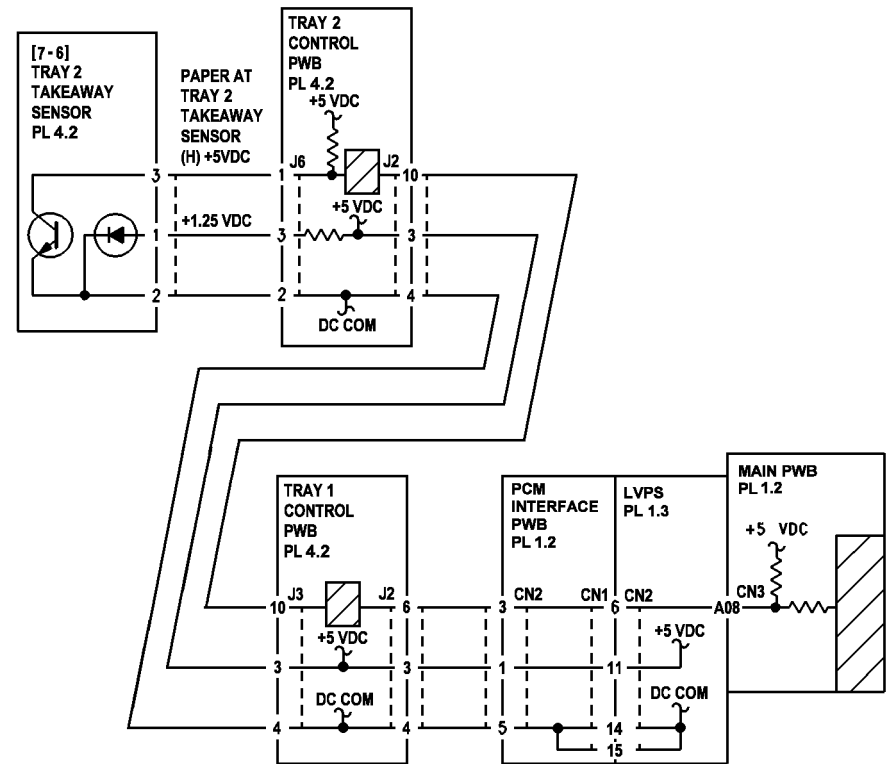 [7-6]
TRAY 2
TAKEAWAY
SENSOR
PL 4.2
3
1
2
PAPER AT
TRAY 2
TAKEAWAY
SENSOR
(H) +5VDC
+1.25 VDC
TRAY 2
CONTROL
PWB
PL 4.2
+5 VDC
1 J6
J2 10
+5 VDC
3
3
2
4
DC COM
TRAY 1
CONTROL
PWB
PL 4.2
10 J3
J2 6
+5 VDC
3
3
DC COM
4
4
PCM
INTERFACE
PWB
PL 1.2
LVPS
PL 1.3
3 CN2
CN1 6 CN2
+5 VDC
1
11
DC COM
5
14
15
MAIN PWB
PL 1.2
+5 VDC
A08 CN3